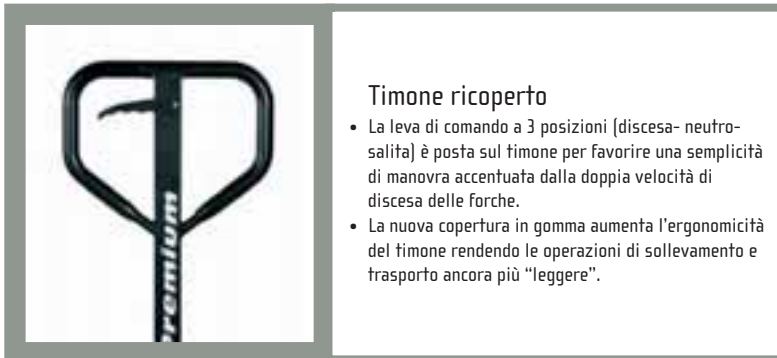 Timone ricoperto
• La leva di comando a 3 posizioni (discesa- neutro-
salita) è posta sul timone per favorire una semplicità
di manovra accentuata dalla doppia velocità di
discesa delle forche.
• La nuova copertura in gomma aumenta l'ergonomicità
del timone rendendo le operazioni di sollevamento e
trasporto ancora più “leggere”.
premium